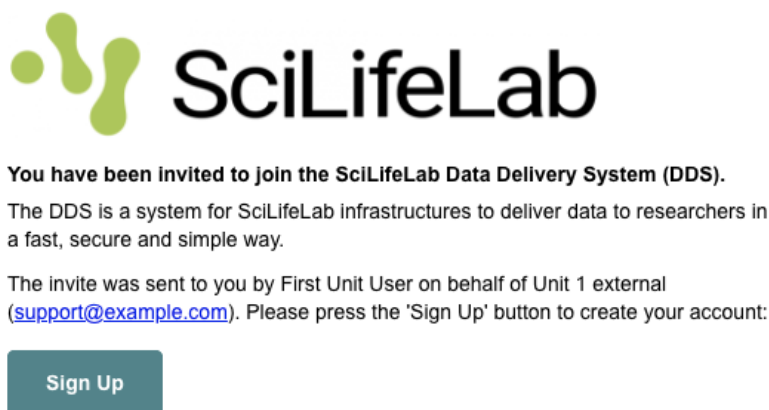 SciLifeLab
You have been invited to join the SciLifeLab Data Delivery System (DDS).
The DDS is a system for SciLifeLab infrastructures to deliver data to researchers in
a fast, secure and simple way.
The invite was sent to you by First Unit User on behalf of Unit 1 external
(support@example.com). Please press the 'Sign Up' button to create your account:
Sign Up